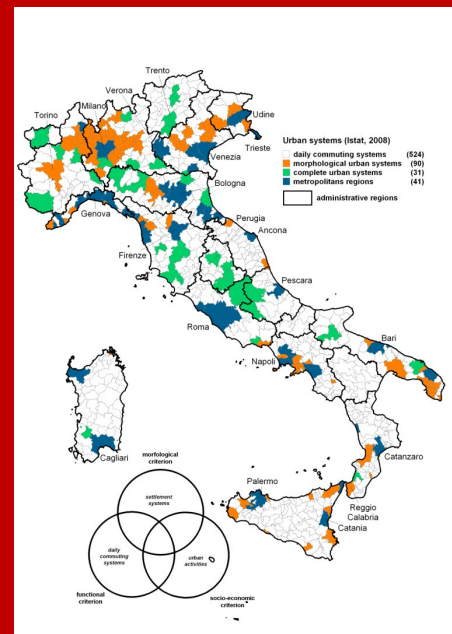 Trento
Verona
Milano
Torino
Udine
Trieste
Venezia
Bologna
Genova
Perugia
Ancona
Firenze
Pescara
Roma
Bari
Napoli
Cagliari
Catanzaro
Palermo
Reggio
Calabria
Catania
Urban systems (Istat, 2008)
daily commuting systems (524)
morphological urban systems (90)
complete urban systems (31)
metropolitans regions (41)
administrative regions
morfological
criterion
settlement
systems
daily
commuting
systems
urban
activities
functional criterion
socio-economic
criterion